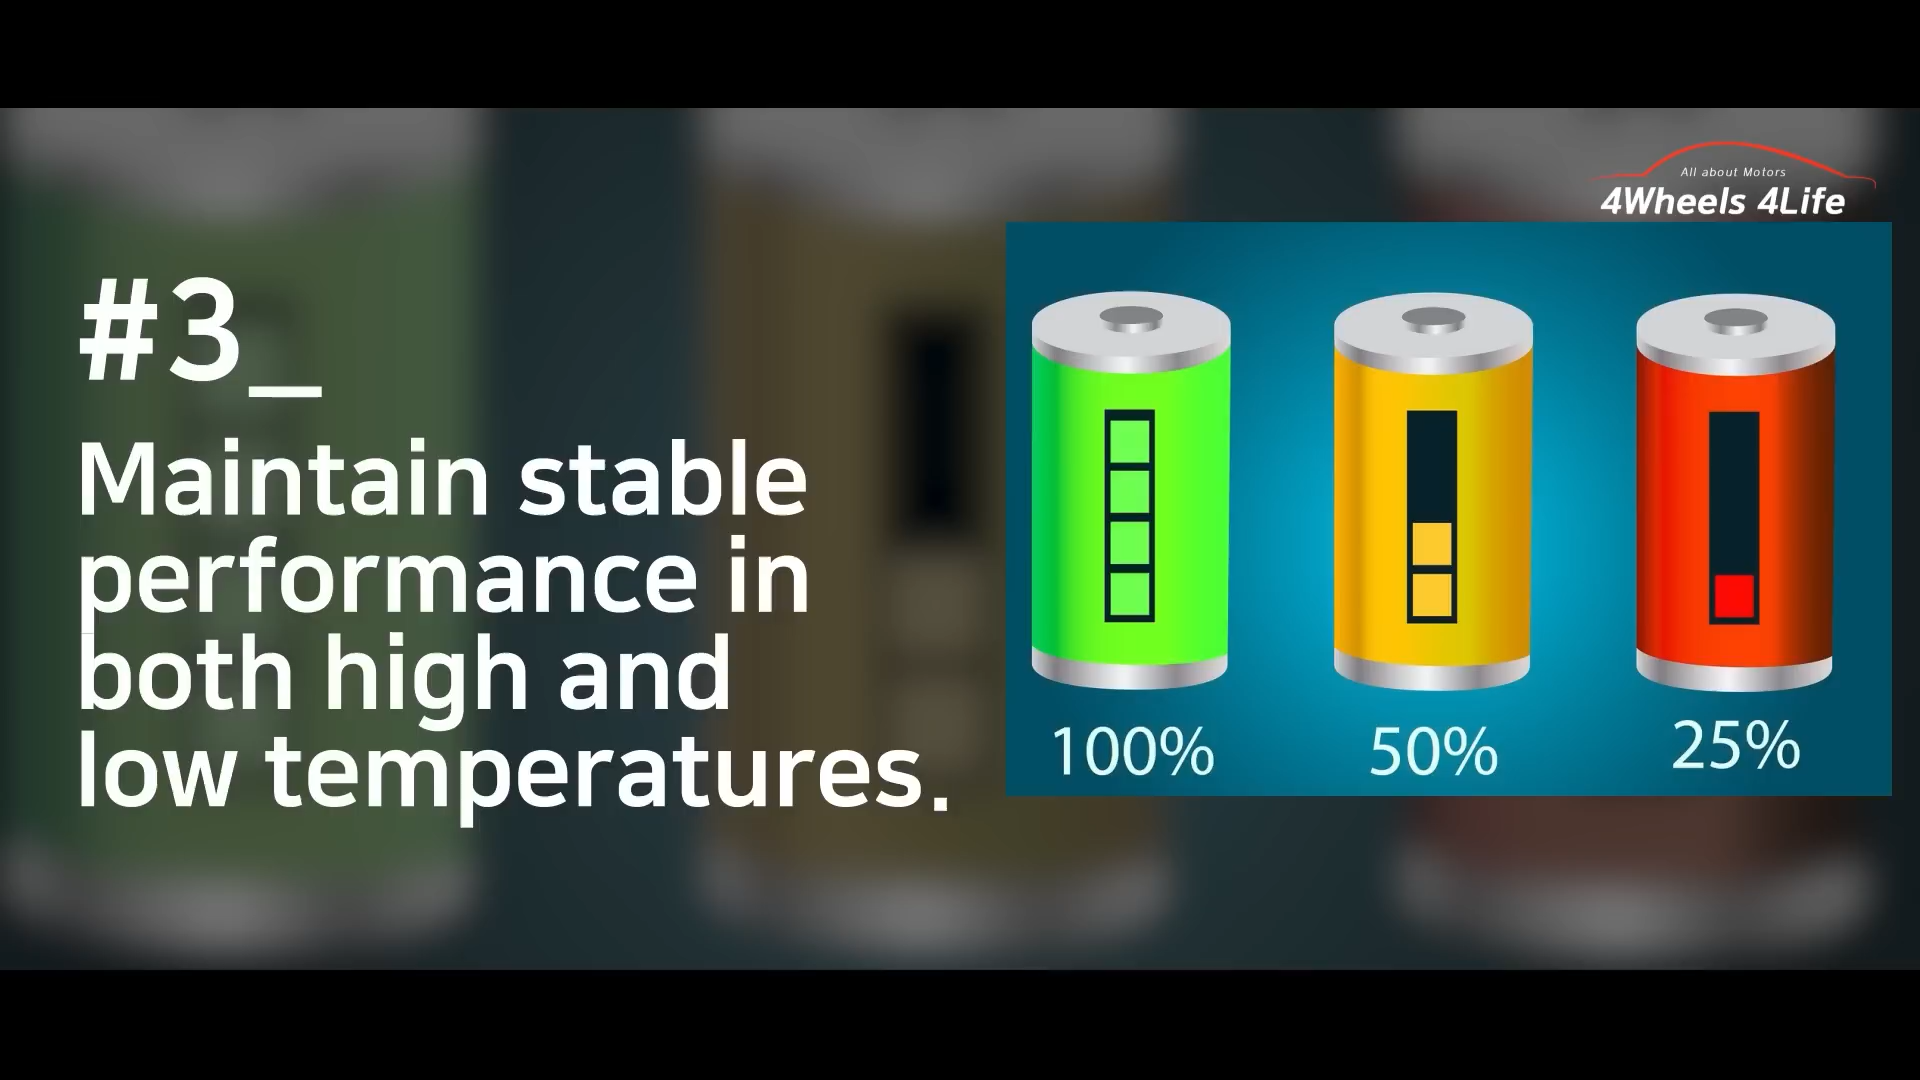 All about Motors
4Wheels 4Life
#3_
Maintain stable
performance in
both high and
low temperatures.
100%
50%
25%